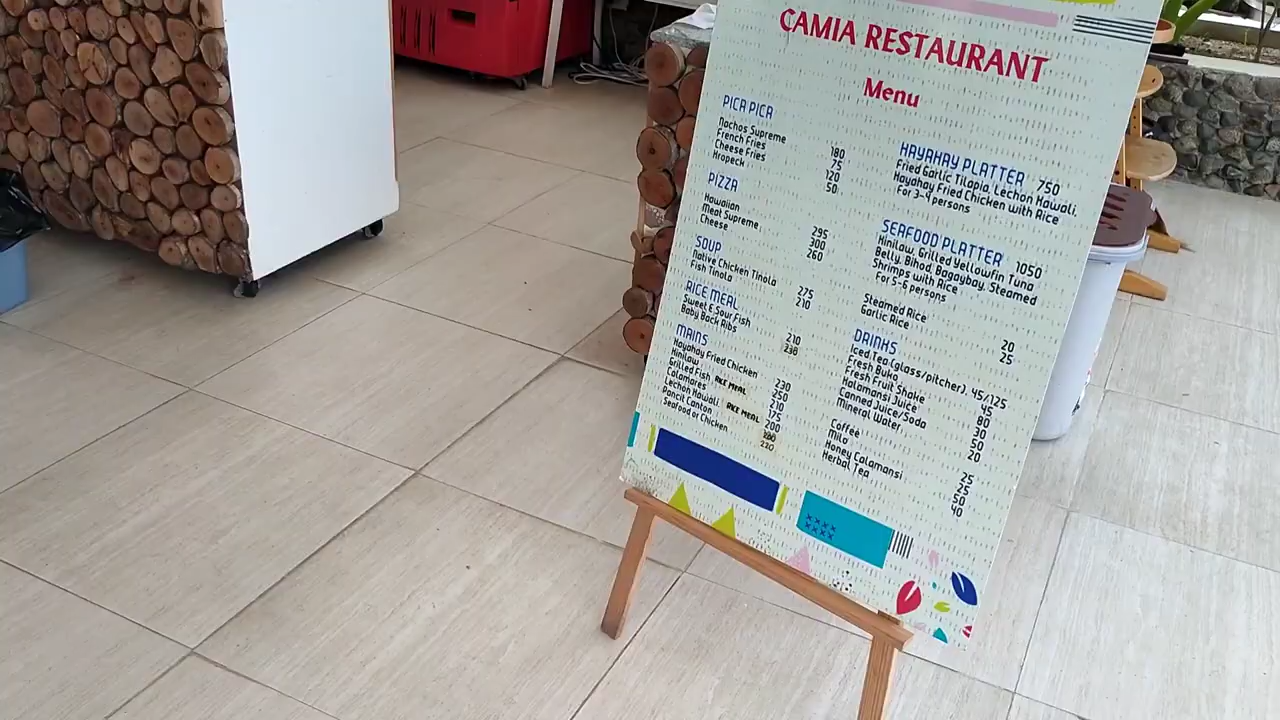 CAMIA RESTAURANT
Menu
PICA PICA
Nachos Supreme 180
French Fries 75
Cheese Fries 120
Kropeck 50
PIZZA
Hawaiian 295
Meat Supreme 300
Cheese 260
SOUP
Native Chicken Tinola 275
Fish Tinola 210
RICE MEAL
Sweet & Sour Fish 210
Baby Back Ribs 230
MAINS
Hayahay Fried Chicken 230
Kinilaw 250
Grilled Fish RICE MEAL 210
Calamares 175
Lechon Kawali RICE MEAL 200
Pancit Canton
Seafood or Chicken 220
HAYAHAY PLATTER 750
Fried Garlic Tilapia, Lechon Kawali,
Hayahay Fried Chicken with Rice
For 3-4 persons
SEAFOOD PLATTER 1050
Kinilaw, Grilled Yellowfin Tuna
Belly, Bihod, Bagaybay, Steamed
Shrimps with Rice
For 5-6 persons
Steamed Rice 20
Garlic Rice 25
DRINKS
Iced Tea (glass/pitcher) 45/125
Fresh Buko 45
Fresh Fruit Shake 80
Kalamansi Juice 30
Canned Juice/Soda 50
Mineral Water 20
Coffee 25
Milo 25
Honey Calamansi 50
Herbal Tea 40